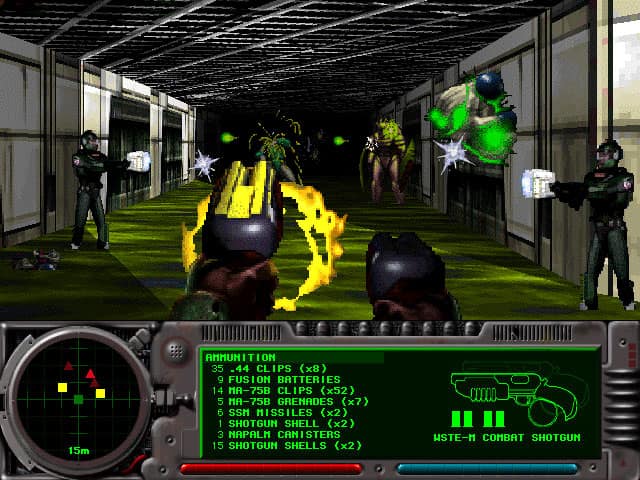 AMMUNITION
35 .44 CLIPS (x8)
9 FUSION BATTERIES
14 MA-75B CLIPS (x52)
5 MA-75B GRENADES (x7)
6 SSM MISSILES (x2)
1 SHOTGUN SHELL (x2)
3 NAPALM CANISTERS
15 SHOTGUN SHELLS (x2)
WSTE-M COMBAT SHOTGUN
15m